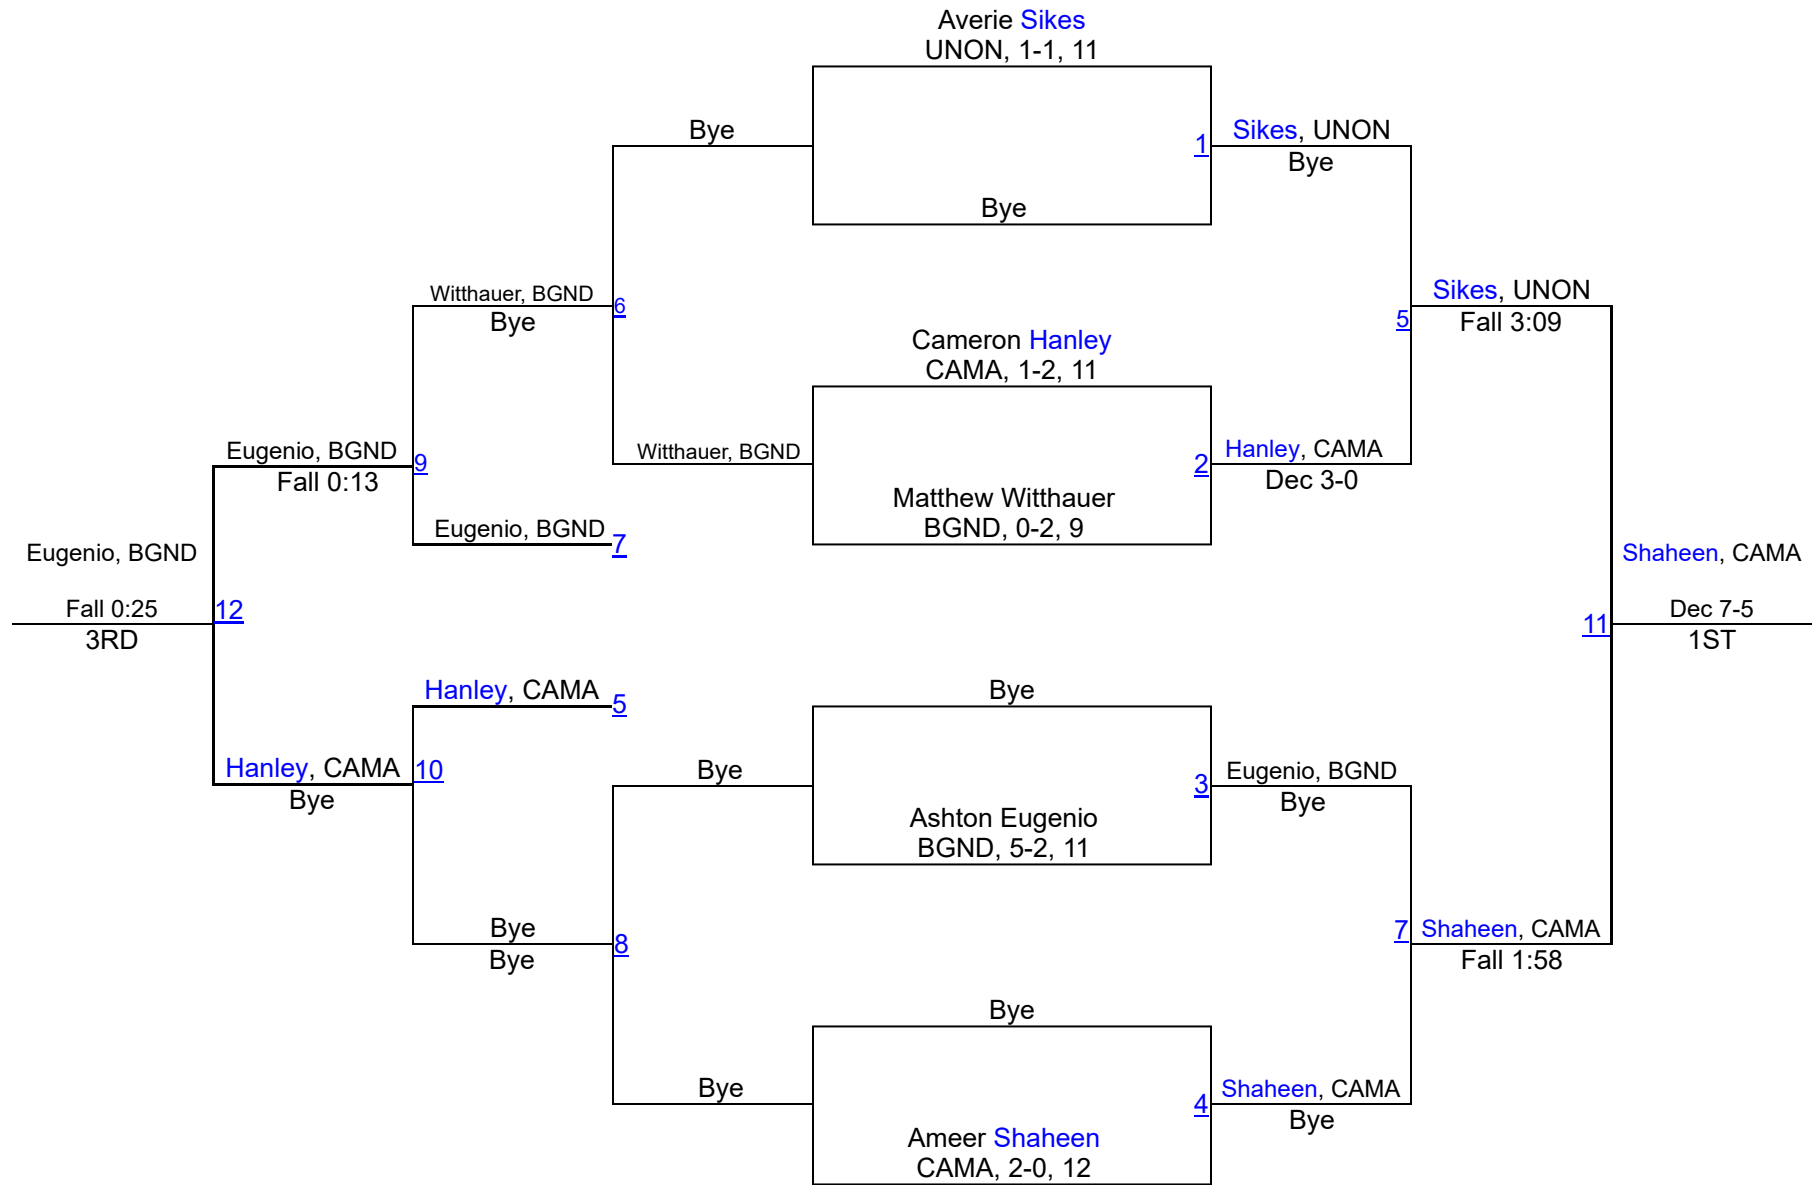 Averie Sikes
UNON, 1-1, 11
Bye
1
Sikes, UNON
Bye
Bye
Witthauer, BGND
Bye
6
Sikes, UNON
5
Fall 3:09
Cameron Hanley
CAMA, 1-2, 11
Eugenio, BGND
Fall 0:13
9
Witthauer, BGND
2
Hanley, CAMA
Dec 3-0
Matthew Witthauer
BGND, 0-2, 9
Eugenio, BGND
7
Eugenio, BGND
Fall 0:25
3RD
12
Shaheen, CAMA
11
Dec 7-5
1ST
Hanley, CAMA
5
Bye
Hanley, CAMA
Bye
10
Bye
3
Eugenio, BGND
Bye
Ashton Eugenio
BGND, 5-2, 11
Bye
Bye
8
7
Shaheen, CAMA
Fall 1:58
Bye
Bye
4
Shaheen, CAMA
Bye
Ameer Shaheen
CAMA, 2-0, 12